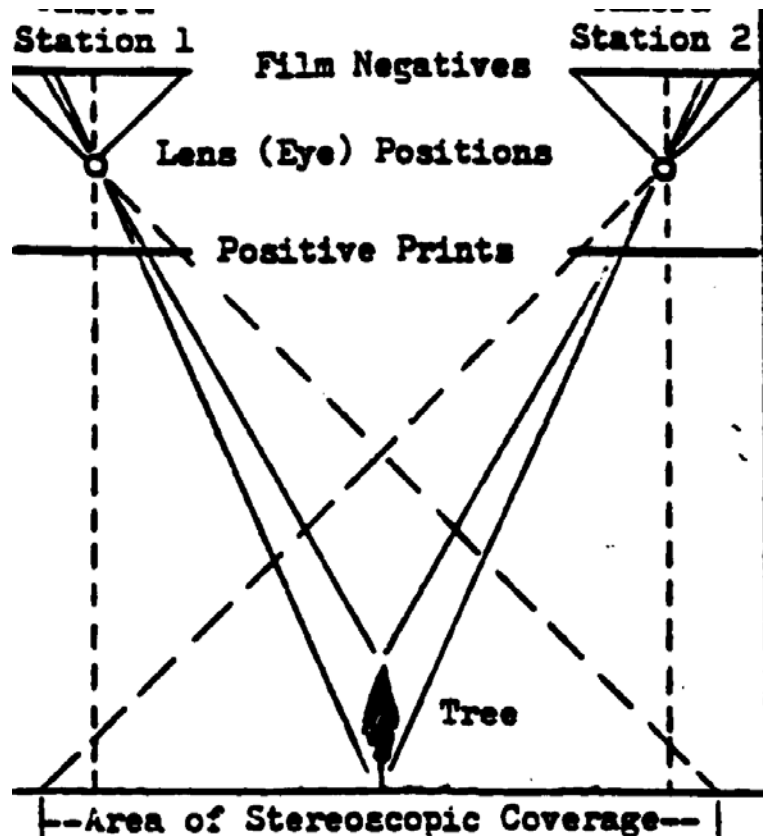 Station 1
Station 2
Film Negatives
Lens (Eye) Positions
Positive Prints
Tree
Area of Stereoscopic Coverage